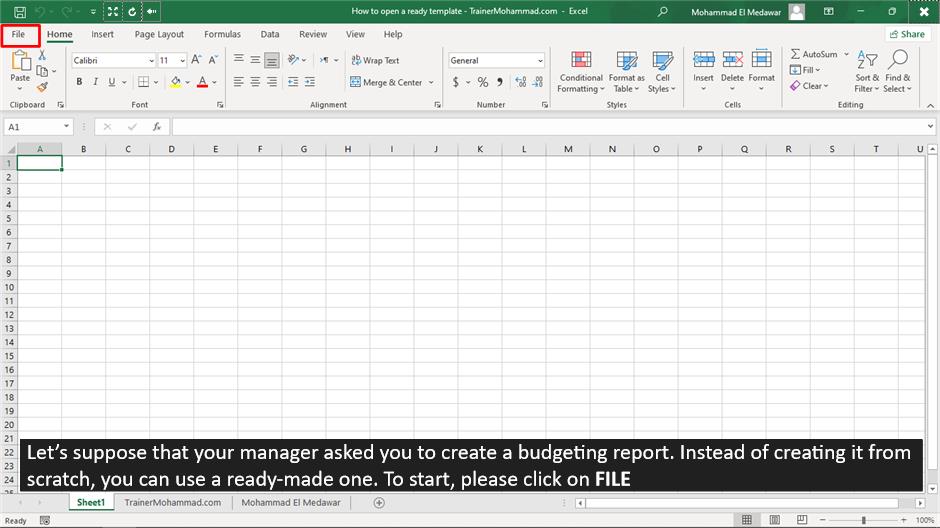 How to open a ready template - TrainerMohammad.com - Excel
Mohammad El Medawar
File Home Insert Page Layout Formulas Data Review View Help
Share
Paste
Calibri 11
B I U A
Wrap Text
Merge & Center
General
$ % 9
Conditional Formatting
Format as Table
Cell Styles
Insert
Delete
Format
AutoSum
Fill
Clear
Sort & Filter
Find & Select
Clipboard Font Alignment Number Styles Cells Editing
A1 fx
A B C D E F G H I J K L M N O P Q R S T U
1
2
3
4
5
6
7
8
9
10
11
12
13
14
15
16
17
18
19
20
21
22
23
24
Let’s suppose that your manager asked you to create a budgeting report. Instead of creating it from
scratch, you can use a ready-made one. To start, please click on FILE
Sheet1 TrainerMohammad.com Mohammad El Medawar
Ready 100%